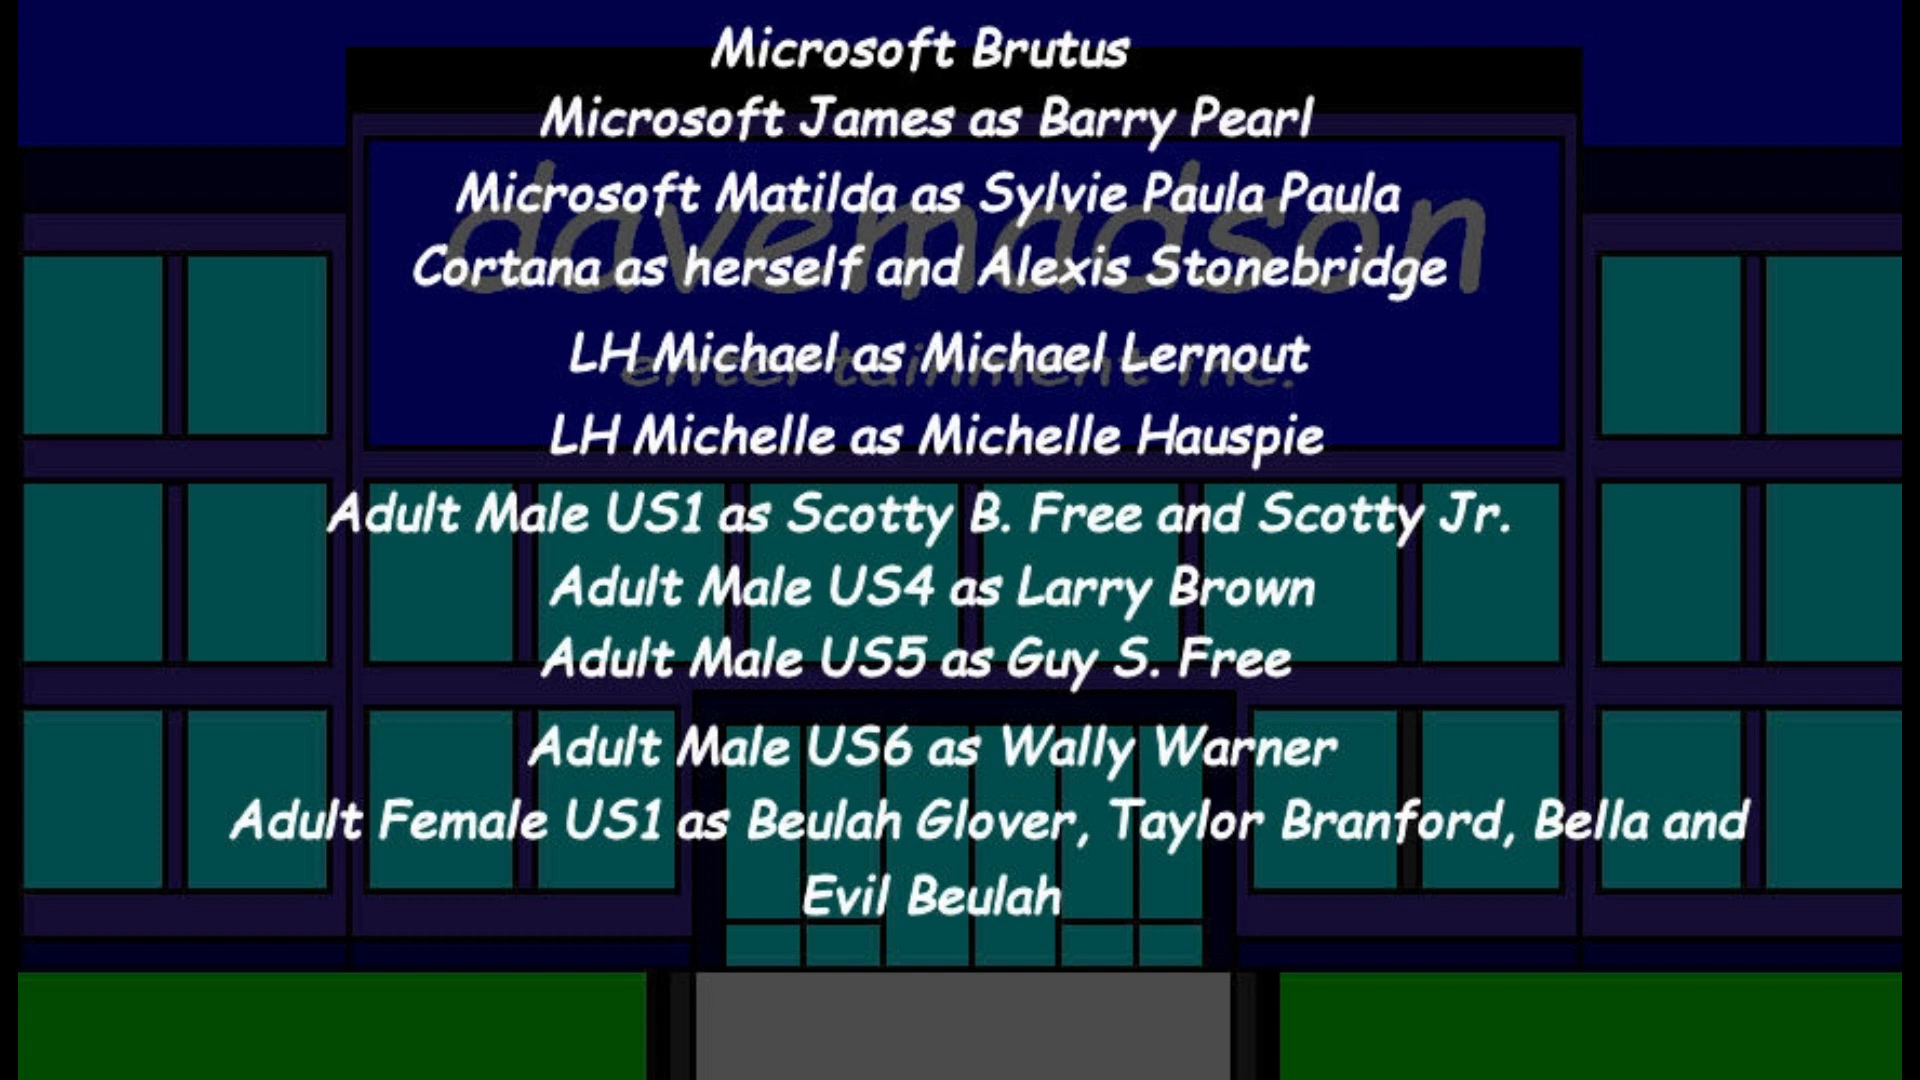 Microsoft Brutus
Microsoft James as Barry Pearl
Microsoft Matilda as Sylvie Paula Paula
davemadson
Cortana as herself and Alexis Stonebridge
LH Michael as Michael Lernout
entertainment inc.
LH Michelle as Michelle Hauspie
Adult Male US1 as Scotty B. Free and Scotty Jr.
Adult Male US4 as Larry Brown
Adult Male US5 as Guy S. Free
Adult Male US6 as Wally Warner
Adult Female US1 as Beulah Glover, Taylor Branford, Bella and
Evil Beulah